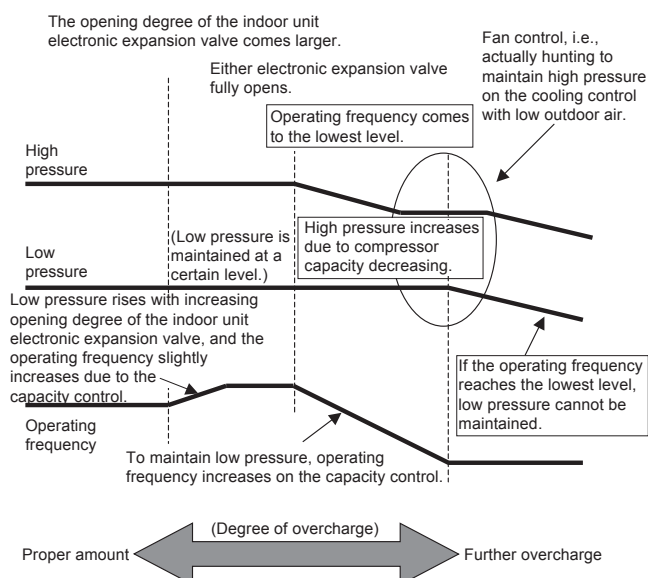 The opening degree of the indoor unit
electronic expansion valve comes larger.
Either electronic expansion valve
fully opens.
Fan control, i.e.,
actually hunting to
maintain high pressure
on the cooling control
with low outdoor air.
Operating frequency comes
to the lowest level.
High
pressure
(Low pressure is
maintained at a
certain level.)
High pressure increases
due to compressor
capacity decreasing.
Low
pressure
Low pressure rises with increasing
opening degree of the indoor unit
electronic expansion valve, and the
operating frequency slightly
increases due to the
capacity control.
If the operating frequency
reaches the lowest level,
low pressure cannot be
maintained.
Operating
frequency
To maintain low pressure, operating
frequency increases on the capacity control.
(Degree of overcharge)
Proper amount
Further overcharge